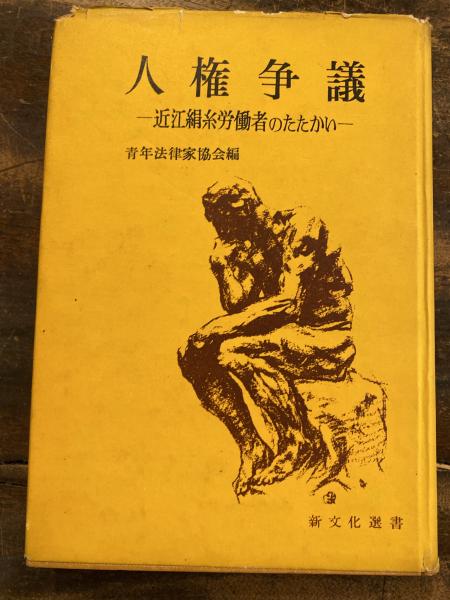 人権争議
―近江絹糸労働者のたたかい―
青年法律家協会編
新文化選書